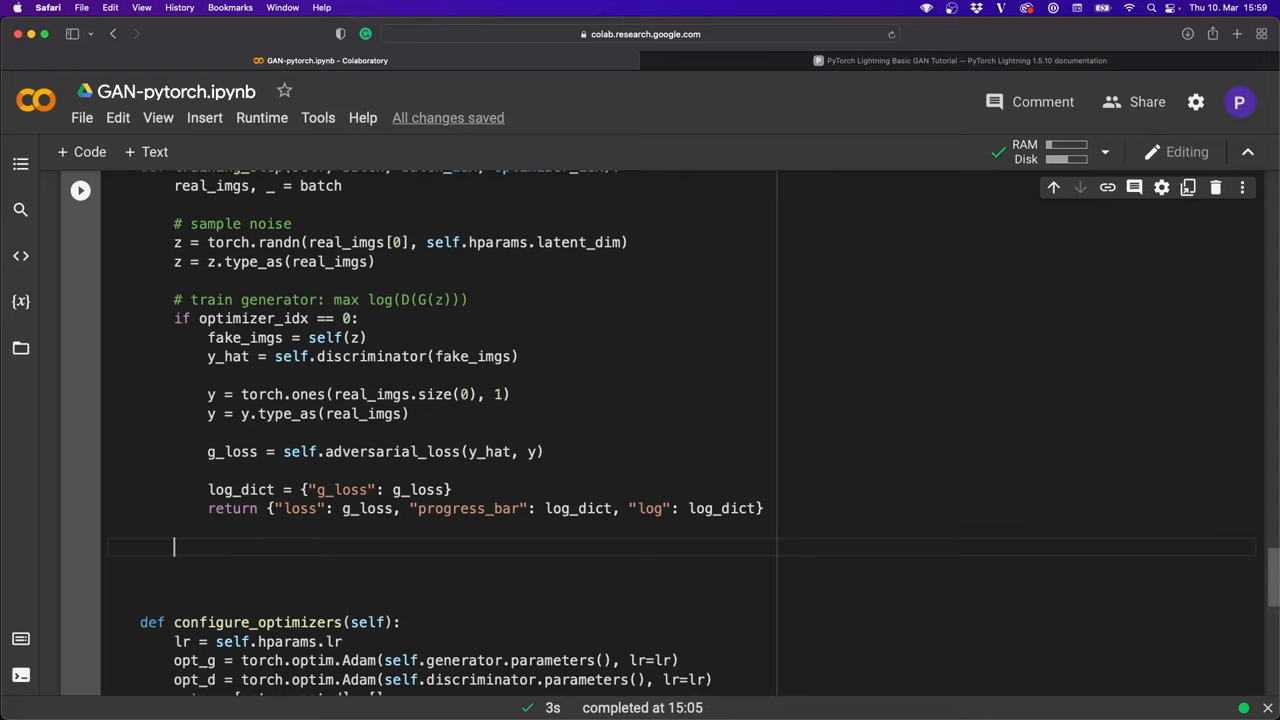 Safari File Edit View History Bookmarks Window Help Thu 10. Mar 15:59
colab.research.google.com
GAN-pytorch.ipynb - Colaboratory
PyTorch Lightning Basic GAN Tutorial — PyTorch Lightning 1.5.10 documentation
GAN-pytorch.ipynb
Comment Share P
File Edit View Insert Runtime Tools Help All changes saved
+ Code + Text RAM Disk Editing
real_imgs, _ = batch
# sample noise
z = torch.randn(real_imgs[0], self.hparams.latent_dim)
z = z.type_as(real_imgs)
# train generator: max log(D(G(z)))
if optimizer_idx == 0:
fake_imgs = self(z)
y_hat = self.discriminator(fake_imgs)
y = torch.ones(real_imgs.size(0), 1)
y = y.type_as(real_imgs)
g_loss = self.adversarial_loss(y_hat, y)
log_dict = {"g_loss": g_loss}
return {"loss": g_loss, "progress_bar": log_dict, "log": log_dict}
def configure_optimizers(self):
lr = self.hparams.lr
opt_g = torch.optim.Adam(self.generator.parameters(), lr=lr)
opt_d = torch.optim.Adam(self.discriminator.parameters(), lr=lr)
3s completed at 15:05